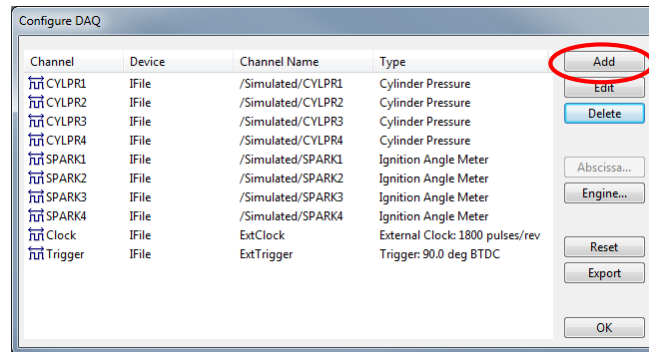 Configure DAQ
Channel Device Channel Name Type Add
CYLPR1 IFile /Simulated/CYLPR1 Cylinder Pressure Edit
CYLPR2 IFile /Simulated/CYLPR2 Cylinder Pressure
CYLPR3 IFile /Simulated/CYLPR3 Cylinder Pressure Delete
CYLPR4 IFile /Simulated/CYLPR4 Cylinder Pressure
SPARK1 IFile /Simulated/SPARK1 Ignition Angle Meter Abscissa...
SPARK2 IFile /Simulated/SPARK2 Ignition Angle Meter
SPARK3 IFile /Simulated/SPARK3 Ignition Angle Meter Engine...
SPARK4 IFile /Simulated/SPARK4 Ignition Angle Meter
Clock IFile ExtClock External Clock: 1800 pulses/rev
Trigger IFile ExtTrigger Trigger: 90.0 deg BTDC Reset
Export
OK